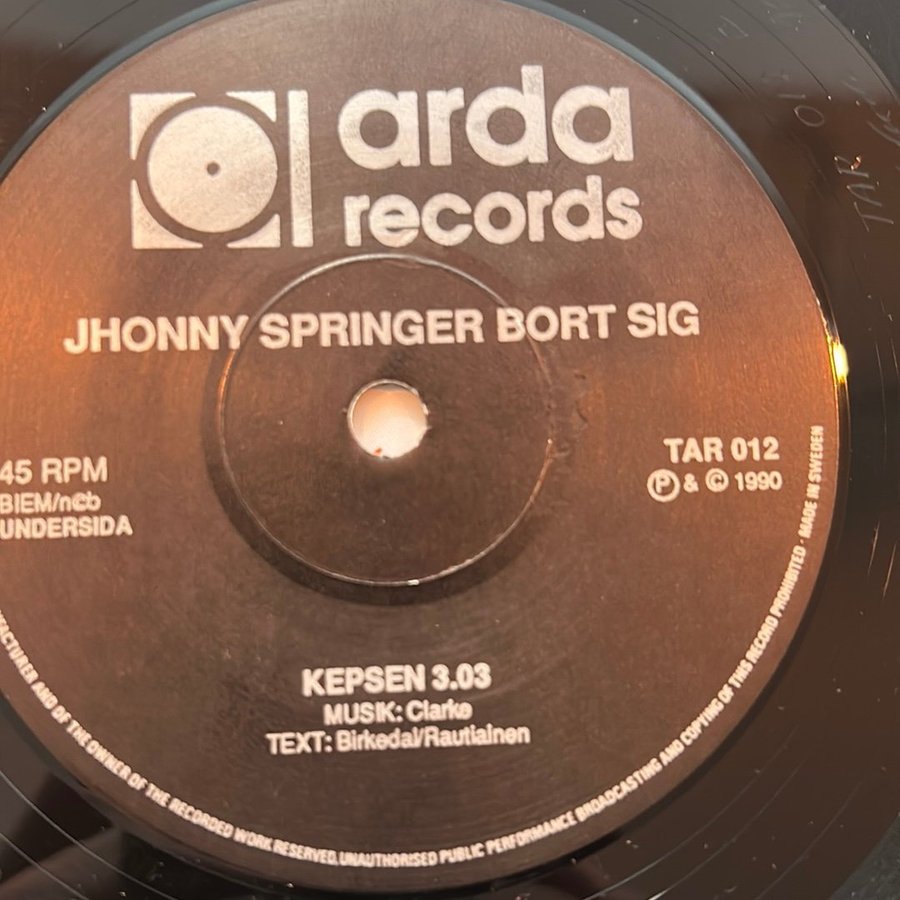 arda
records
JHONNY SPRINGER BORT SIG
45 RPM
BIEM/n©b
UNDERSIDA
TAR 012
Ⓟ & © 1990
KEPSEN 3.03
MUSIK: Clarke
TEXT: Birkedal/Rautiainen
AND OF THE OWNER OF THE RECORDED WORK RESERVED. UNAUTHORISED PUBLIC PERFORMANCE BROADCASTING AND COPYING OF THIS RECORD PROHIBITED · MADE IN SWEDEN
TAR 01